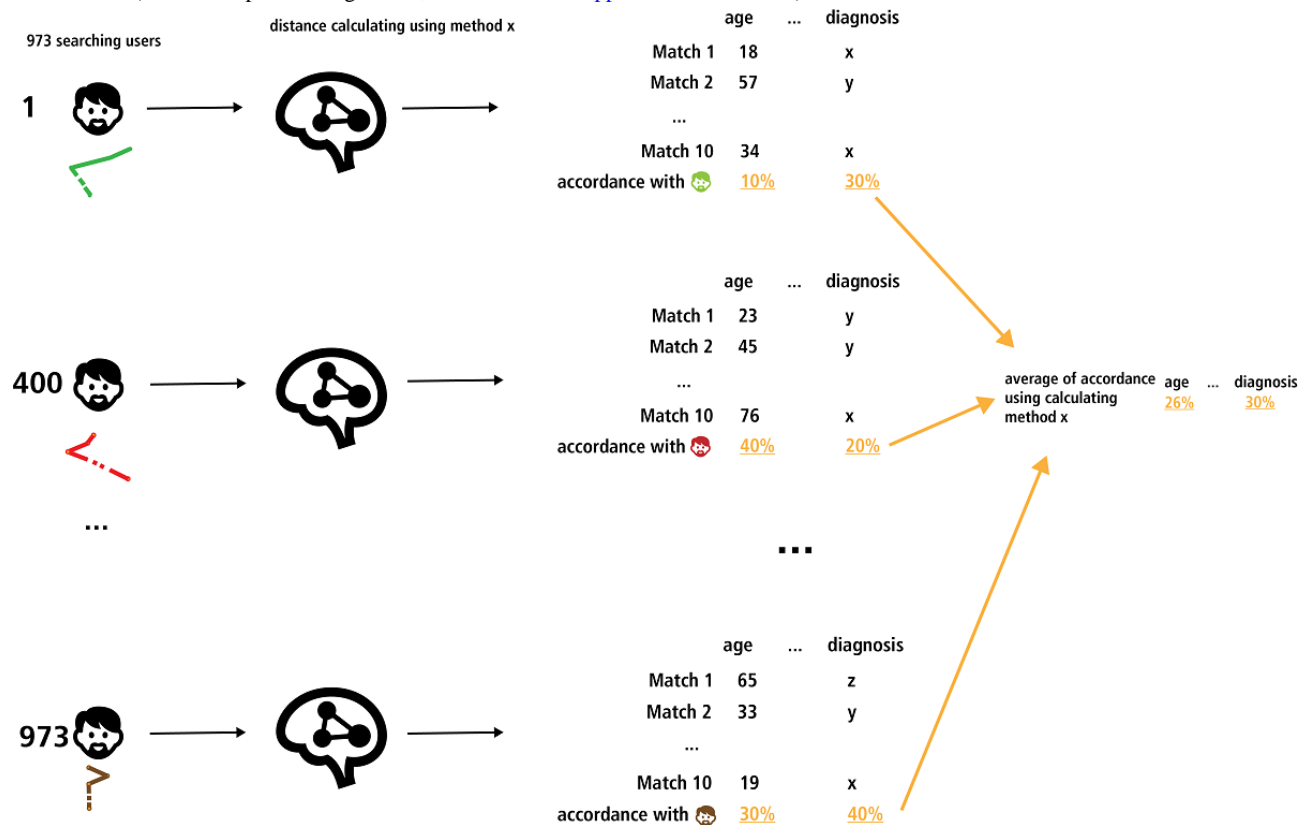 distance calculating using method x
973 searching users
age ... diagnosis
Match 1 18 x
Match 2 57 y
...
Match 10 34 x
accordance with 10% 30%
1
age ... diagnosis
Match 1 23 y
Match 2 45 y
...
Match 10 76 x
accordance with 40% 20%
400
...
...
average of accordance age ... diagnosis
using calculating 26% 30%
method x
age ... diagnosis
Match 1 65 z
Match 2 33 y
...
Match 10 19 x
accordance with 30% 40%
973